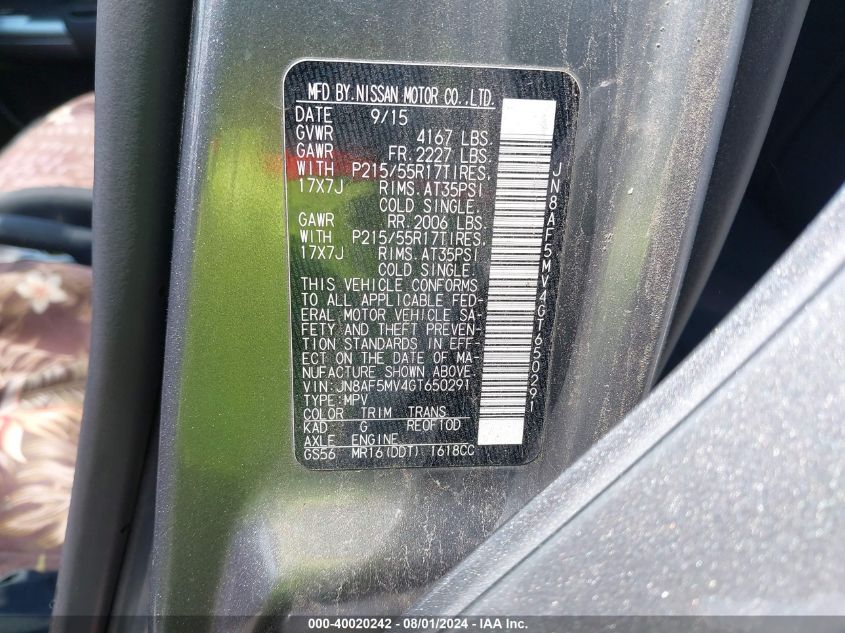 MFD BY.NISSAN MOTOR CO.,LTD.
DATE 9/15
GVWR 4167 LBS.
GAWR FR. 2227 LBS.
WITH P215/55R17TIRES.
17X7J RIMS. AT35PSI
COLD SINGLE.
GAWR RR. 2006 LBS.
WITH P215/55R17TIRES.
17X7J RIMS. AT35PSI
COLD SINGLE.
THIS VEHICLE CONFORMS
TO ALL APPLICABLE FED-
ERAL MOTOR VEHICLE SA-
FETY AND THEFT PREVEN-
TION STANDARDS IN EFF-
ECT ON THE DATE OF MA-
NUFACTURE SHOWN ABOVE.
VIN: JN8AF5MV4GT650291
TYPE: MPV
COLOR TRIM TRANS
KAD G REOF10D
AXLE ENGINE
GS56 MR16(DDT) 1618CC
JN8AF5MV4GT650291
000-40020242 - 08/01/2024 - © IAA Inc.